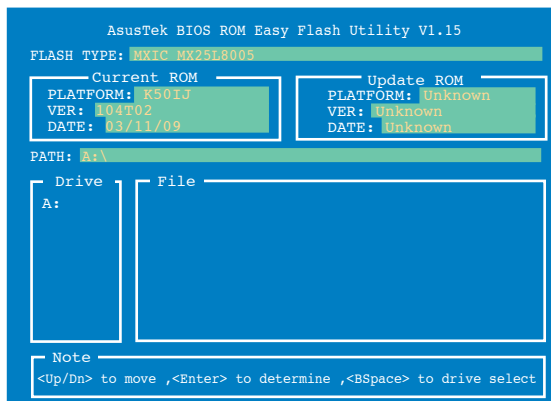 AsusTek BIOS ROM Easy Flash Utility V1.15
FLASH TYPE: MXIC MX25L8005
Current ROM
PLATFORM: K50IJ
VER: 104T02
DATE: 03/11/09
Update ROM
PLATFORM: Unknown
VER: Unknown
DATE: Unknown
PATH: A:\
Drive
A:
File
Note
<Up/Dn> to move ,<Enter> to determine ,<BSpace> to drive select